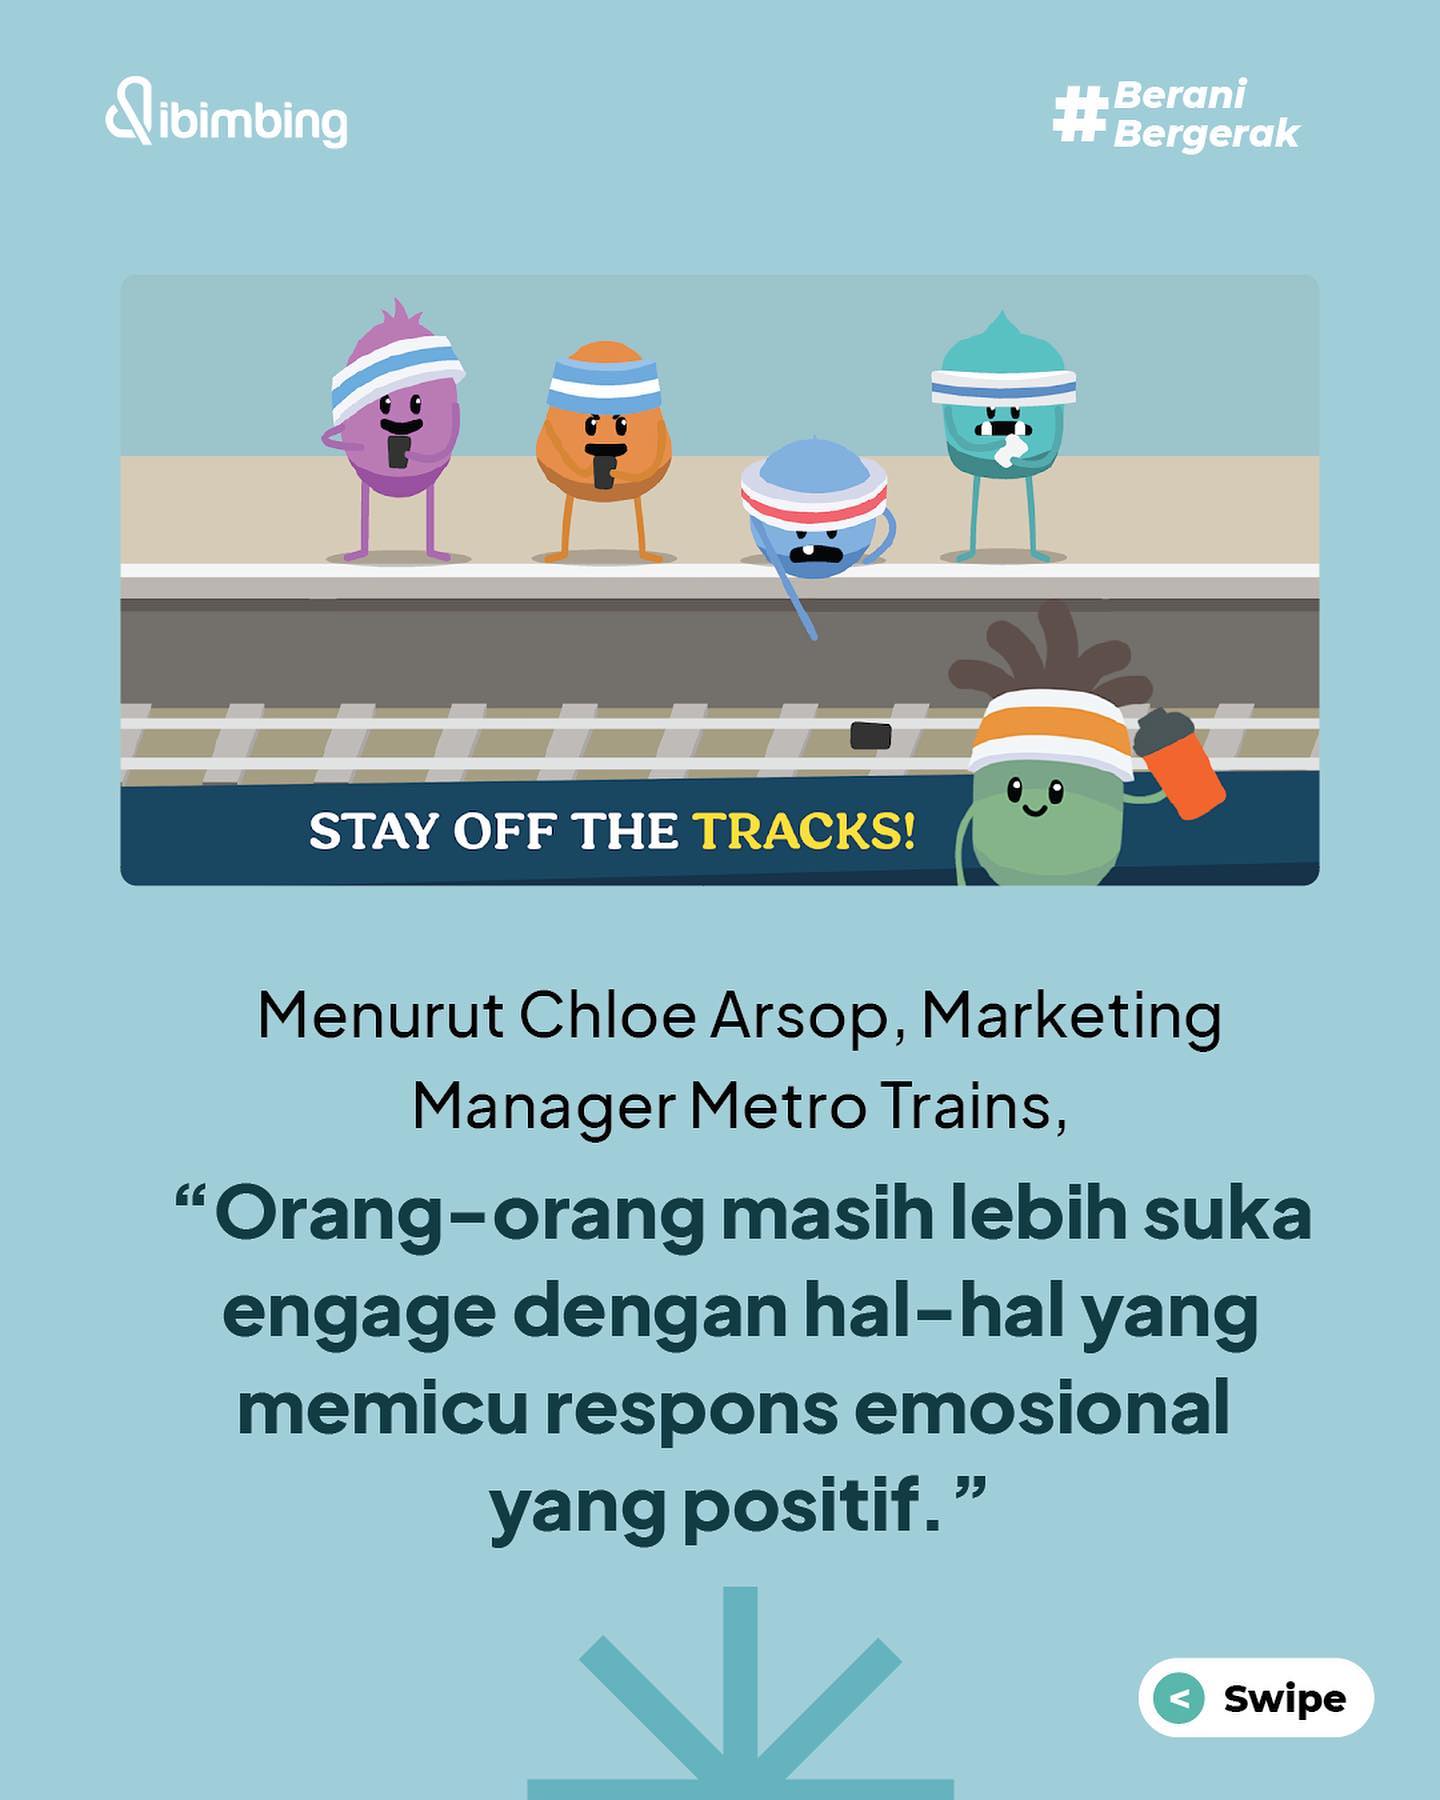 dibimbing
#Berani
Bergerak
STAY OFF THE TRACKS!
Menurut Chloe Arsop, Marketing
Manager Metro Trains,
“Orang-orang masih lebih suka
engage dengan hal-hal yang
memicu respons emosional
yang positif.”
< Swipe